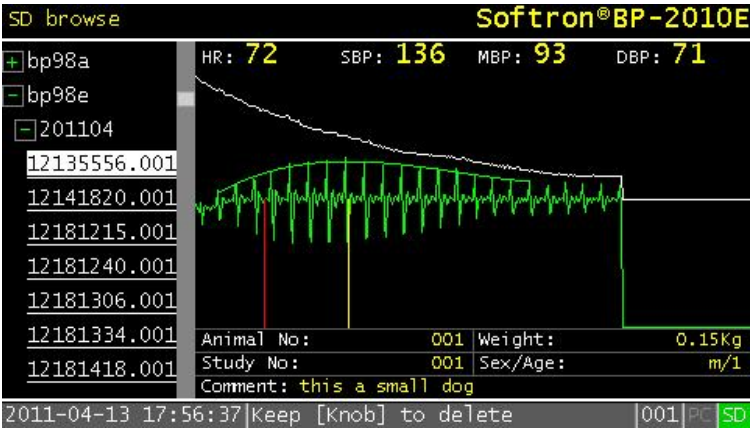 SD browse
Softron®BP-2010E
bp98a
bp98e
201104
12135556.001
12141820.001
12181215.001
12181240.001
12181306.001
12181334.001
12181418.001
HR: 72 SBP: 136 MBP: 93 DBP: 71
Animal No: 001 Weight: 0.15Kg
Study No: 001 Sex/Age: m/1
Comment: this a small dog
2011-04-13 17:56:37 Keep [Knob] to delete 001 PC SD